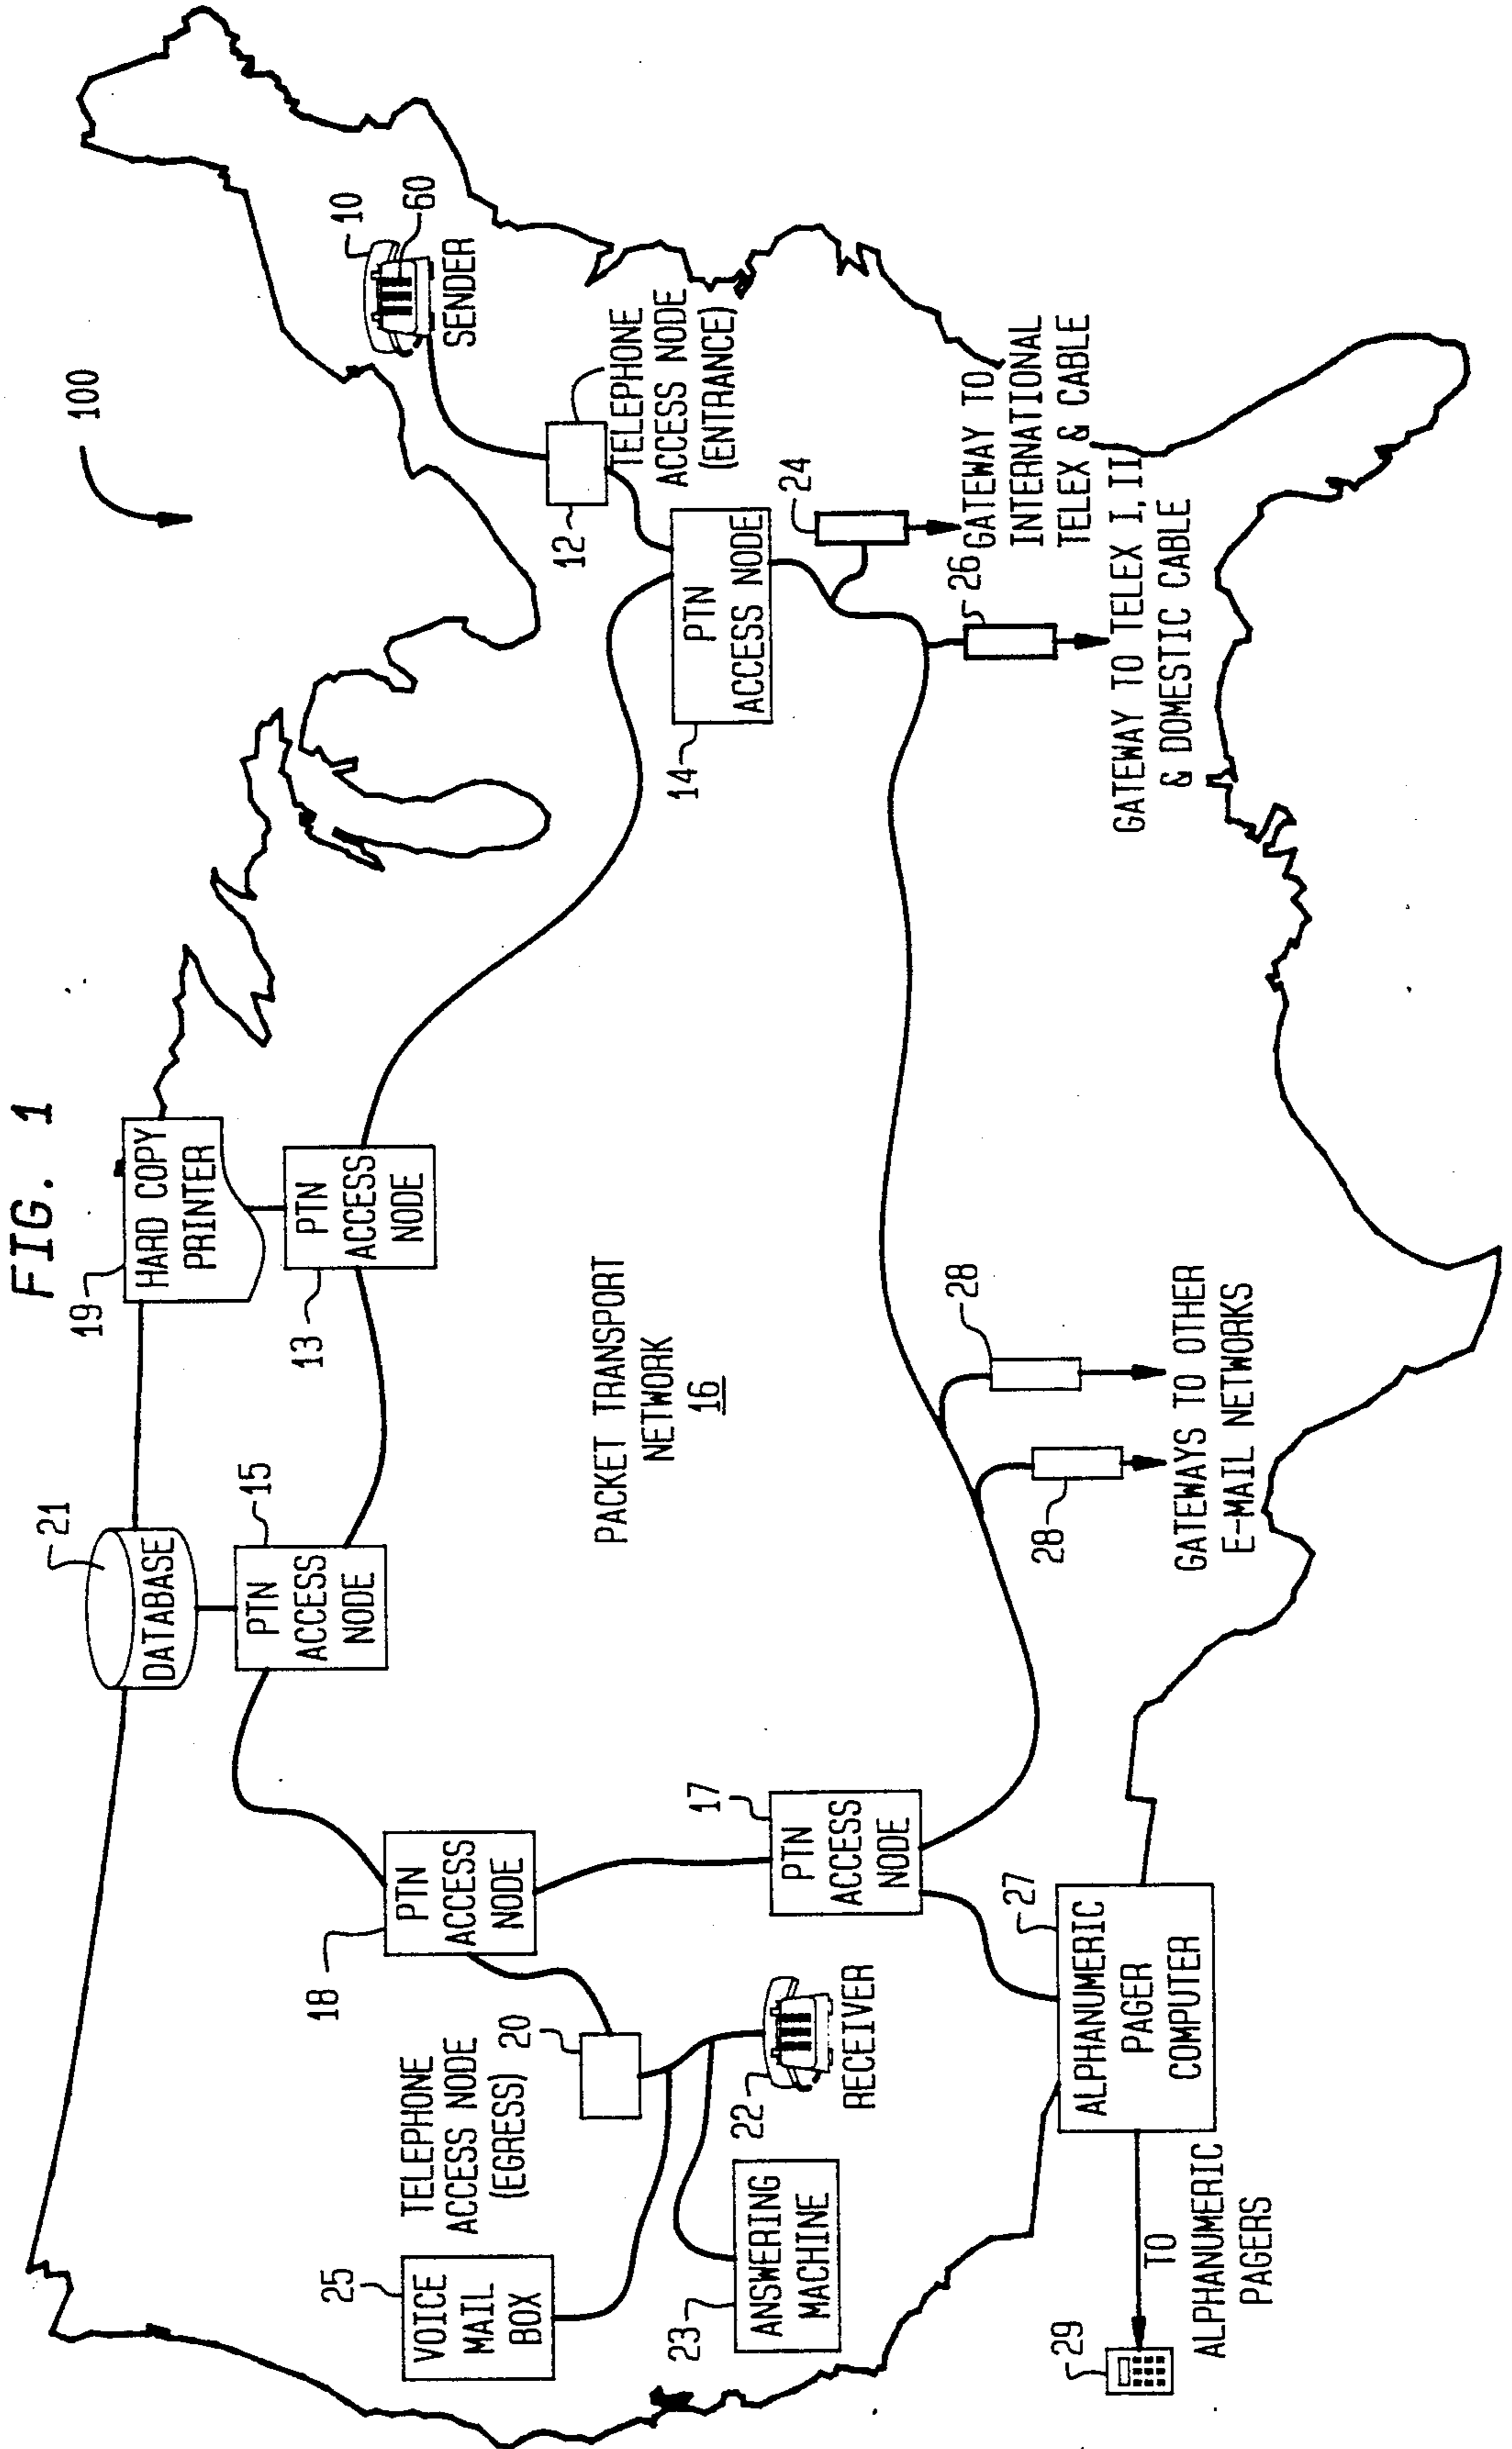 FIG. 1
100
10
60
SENDER
12
TELEPHONE
ACCESS NODE
(ENTRANCE)
PTN
ACCESS NODE
14
24
GATEWAY TO
INTERNATIONAL
TELEX & CABLE
26
GATEWAY TO TELEX I, II
& DOMESTIC CABLE
19
HARD COPY
PRINTER
PTN
ACCESS
NODE
13
21
DATABASE
15
PTN
ACCESS
NODE
PACKET TRANSPORT
NETWORK
16
28
28
GATEWAYS TO OTHER
E-MAIL NETWORKS
PTN
ACCESS
NODE
18
17
PTN
ACCESS
NODE
TELEPHONE
ACCESS NODE
(EGRESS)
20
22
RECEIVER
25
VOICE
MAIL
BOX
23
ANSWERING
MACHINE
27
ALPHANUMERIC
PAGER
COMPUTER
29
TO
ALPHANUMERIC
PAGERS